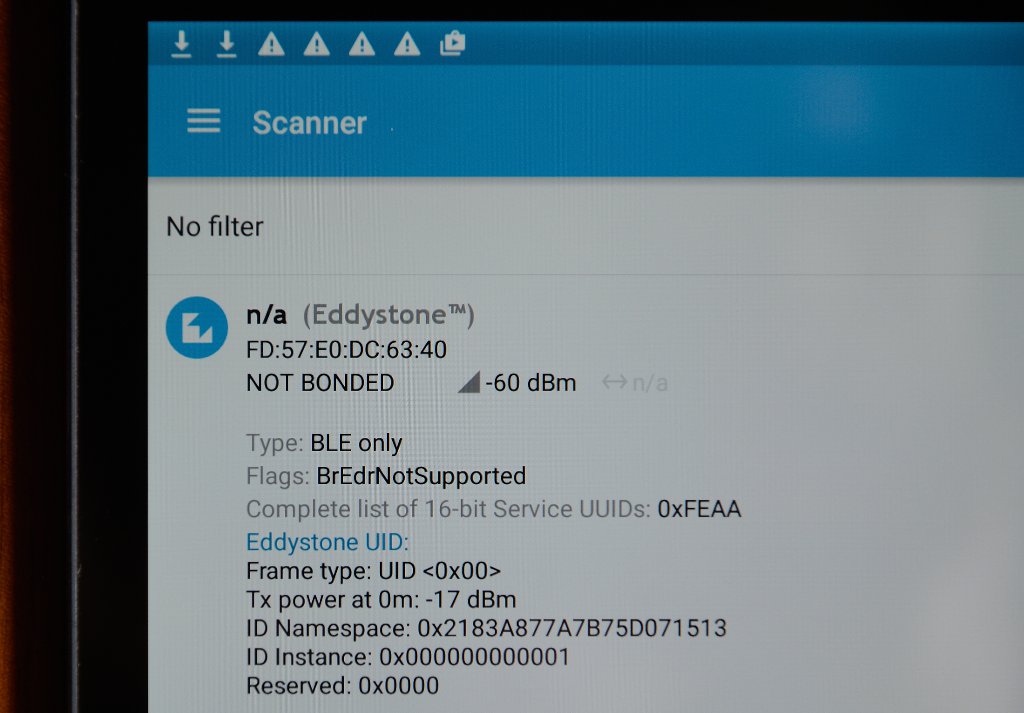 Scanner
No filter
n/a (Eddystone™)
FD:57:E0:DC:63:40
NOT BONDED -60 dBm n/a
Type: BLE only
Flags: BrEdrNotSupported
Complete list of 16-bit Service UUIDs: 0xFEAA
Eddystone UID:
Frame type: UID <0x00>
Tx power at 0m: -17 dBm
ID Namespace: 0x2183A877A7B75D071513
ID Instance: 0x000000000001
Reserved: 0x0000